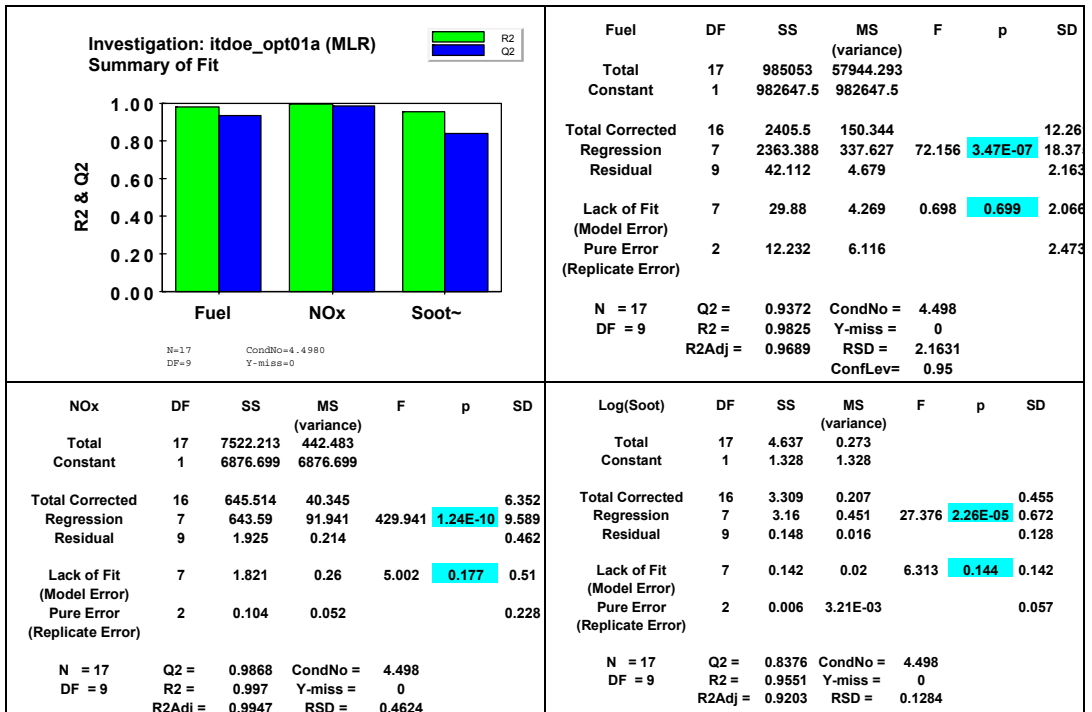 Investigation: itdoe_opt01a (MLR)
Summary of Fit
R2
Q2
R2 & Q2
1.00
0.80
0.60
0.40
0.20
0.00
Fuel NOx Soot~
N=17 CondNo=4.4980
DF=9 Y-miss=0
Fuel DF SS MS F p SD
(variance)
Total 17 985053 57944.293
Constant 1 982647.5 982647.5
Total Corrected 16 2405.5 150.344 12.26
Regression 7 2363.388 337.627 72.156 3.47E-07 18.37
Residual 9 42.112 4.679 2.163
Lack of Fit 7 29.88 4.269 0.698 0.699 2.066
(Model Error)
Pure Error 2 12.232 6.116 2.473
(Replicate Error)
N = 17 Q2 = 0.9372 CondNo = 4.498
DF = 9 R2 = 0.9825 Y-miss = 0
R2Adj = 0.9689 RSD = 2.1631
ConfLev= 0.95
NOx DF SS MS F p SD
(variance)
Total 17 7522.213 442.483
Constant 1 6876.699 6876.699
Total Corrected 16 645.514 40.345 6.352
Regression 7 643.59 91.941 429.941 1.24E-10 9.589
Residual 9 1.925 0.214 0.462
Lack of Fit 7 1.821 0.26 5.002 0.177 0.51
(Model Error)
Pure Error 2 0.104 0.052 0.228
(Replicate Error)
N = 17 Q2 = 0.9868 CondNo = 4.498
DF = 9 R2 = 0.997 Y-miss = 0
R2Adj = 0.9947 RSD = 0.4624
Log(Soot) DF SS MS F p SD
(variance)
Total 17 4.637 0.273
Constant 1 1.328 1.328
Total Corrected 16 3.309 0.207 0.455
Regression 7 3.16 0.451 27.376 2.26E-05 0.672
Residual 9 0.148 0.016 0.128
Lack of Fit 7 0.142 0.02 6.313 0.144 0.142
(Model Error)
Pure Error 2 0.006 3.21E-03 0.057
(Replicate Error)
N = 17 Q2 = 0.8376 CondNo = 4.498
DF = 9 R2 = 0.9551 Y-miss = 0
R2Adj = 0.9203 RSD = 0.1284